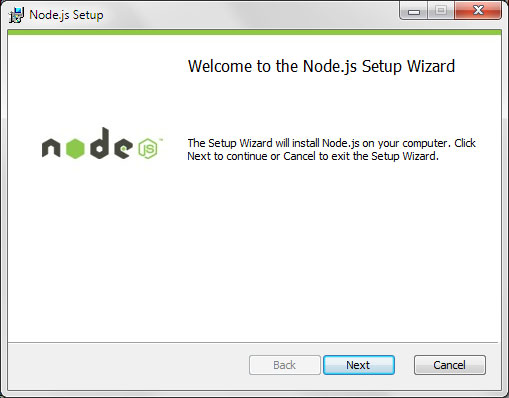 Node.js Setup
Welcome to the Node.js Setup Wizard
node JS ™
The Setup Wizard will install Node.js on your computer. Click
Next to continue or Cancel to exit the Setup Wizard.
Back
Next
Cancel